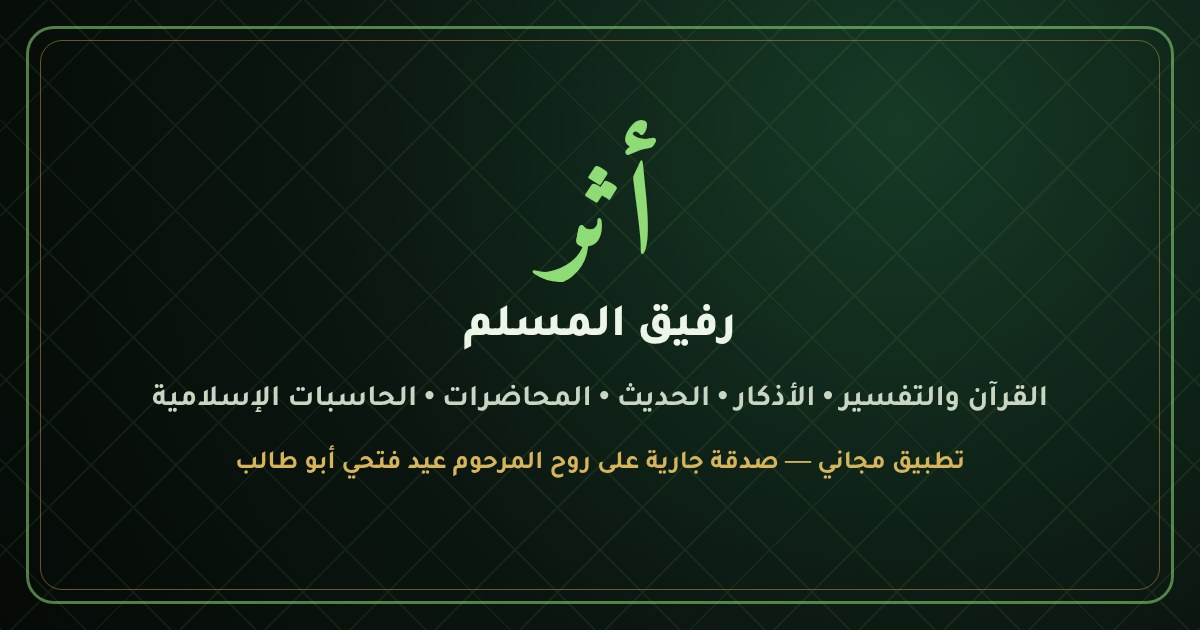 أثر
رفيق المسلم
القرآن والتفسير • الأذكار • الحديث • المحاضرات • الحاسبات الإسلامية
تطبيق مجاني — صدقة جارية على روح المرحوم عيد فتحي أبو طالب